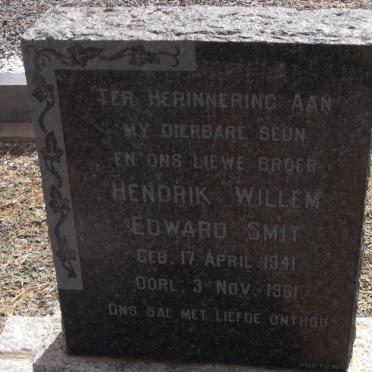 TER HERINNERING AAN
MY DIERBARE SEUN
EN ONS LIEWE BROER
HENDRIK WILLEM
EDWARD SMIT
GEB. 17 APRIL 1941
OORL. 3 NOV. 1961
ONS SAL MET LIEFDE ONTHOU